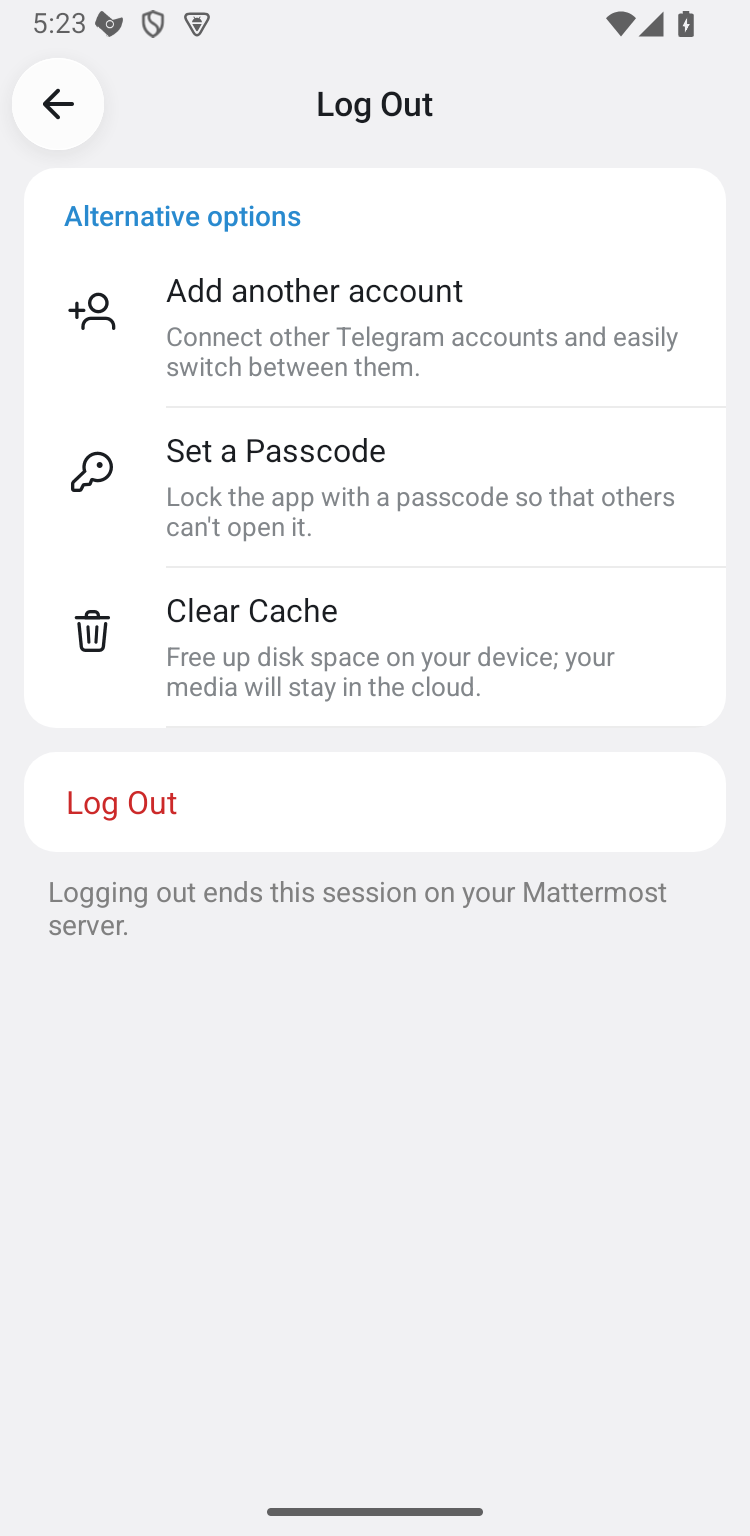 5:23
Log Out
Alternative options
Add another account
Connect other Telegram accounts and easily
switch between them.
Set a Passcode
Lock the app with a passcode so that others
can't open it.
Clear Cache
Free up disk space on your device; your
media will stay in the cloud.
Log Out
Logging out ends this session on your Mattermost
server.